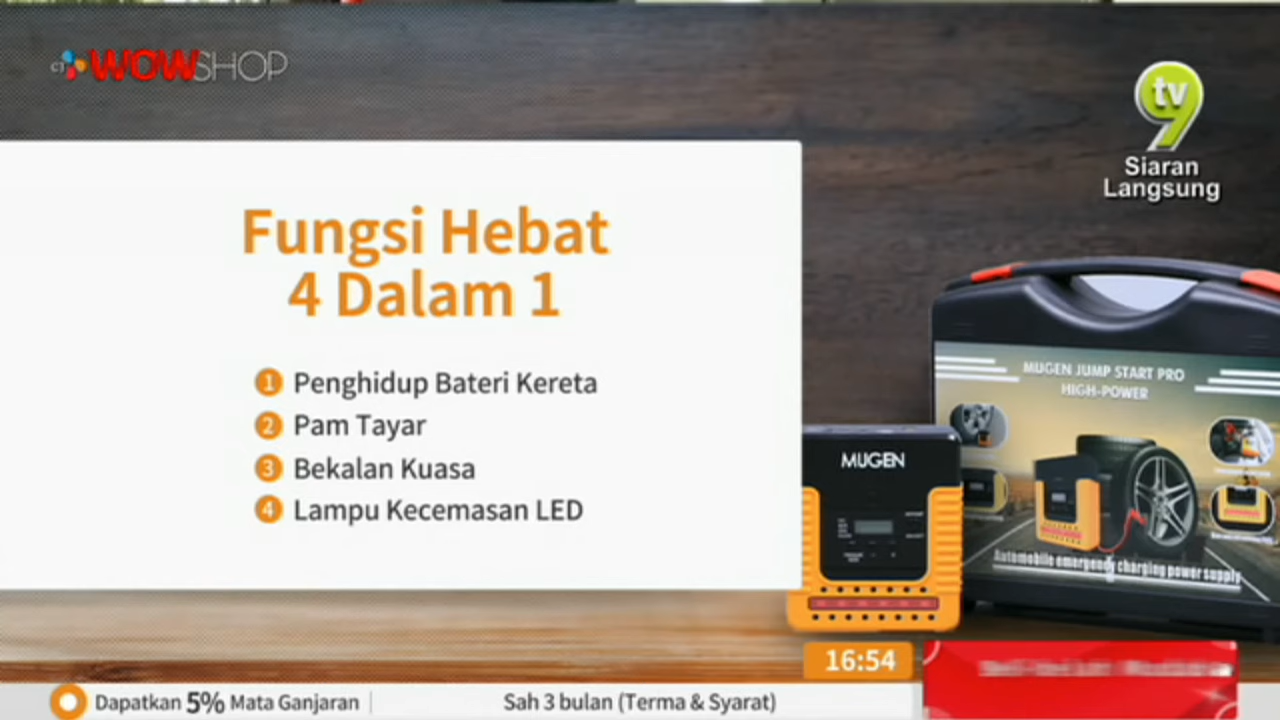 CJ WOWSHOP
tv9
Siaran
Langsung
Fungsi Hebat
4 Dalam 1
1 Penghidup Bateri Kereta
2 Pam Tayar
3 Bekalan Kuasa
4 Lampu Kecemasan LED
MUGEN JUMP START PRO
HIGH-POWER
MUGEN
Automobile emergency charging power supply
16:54
Dapatkan 5% Mata Ganjaran
Sah 3 bulan (Terma & Syarat)